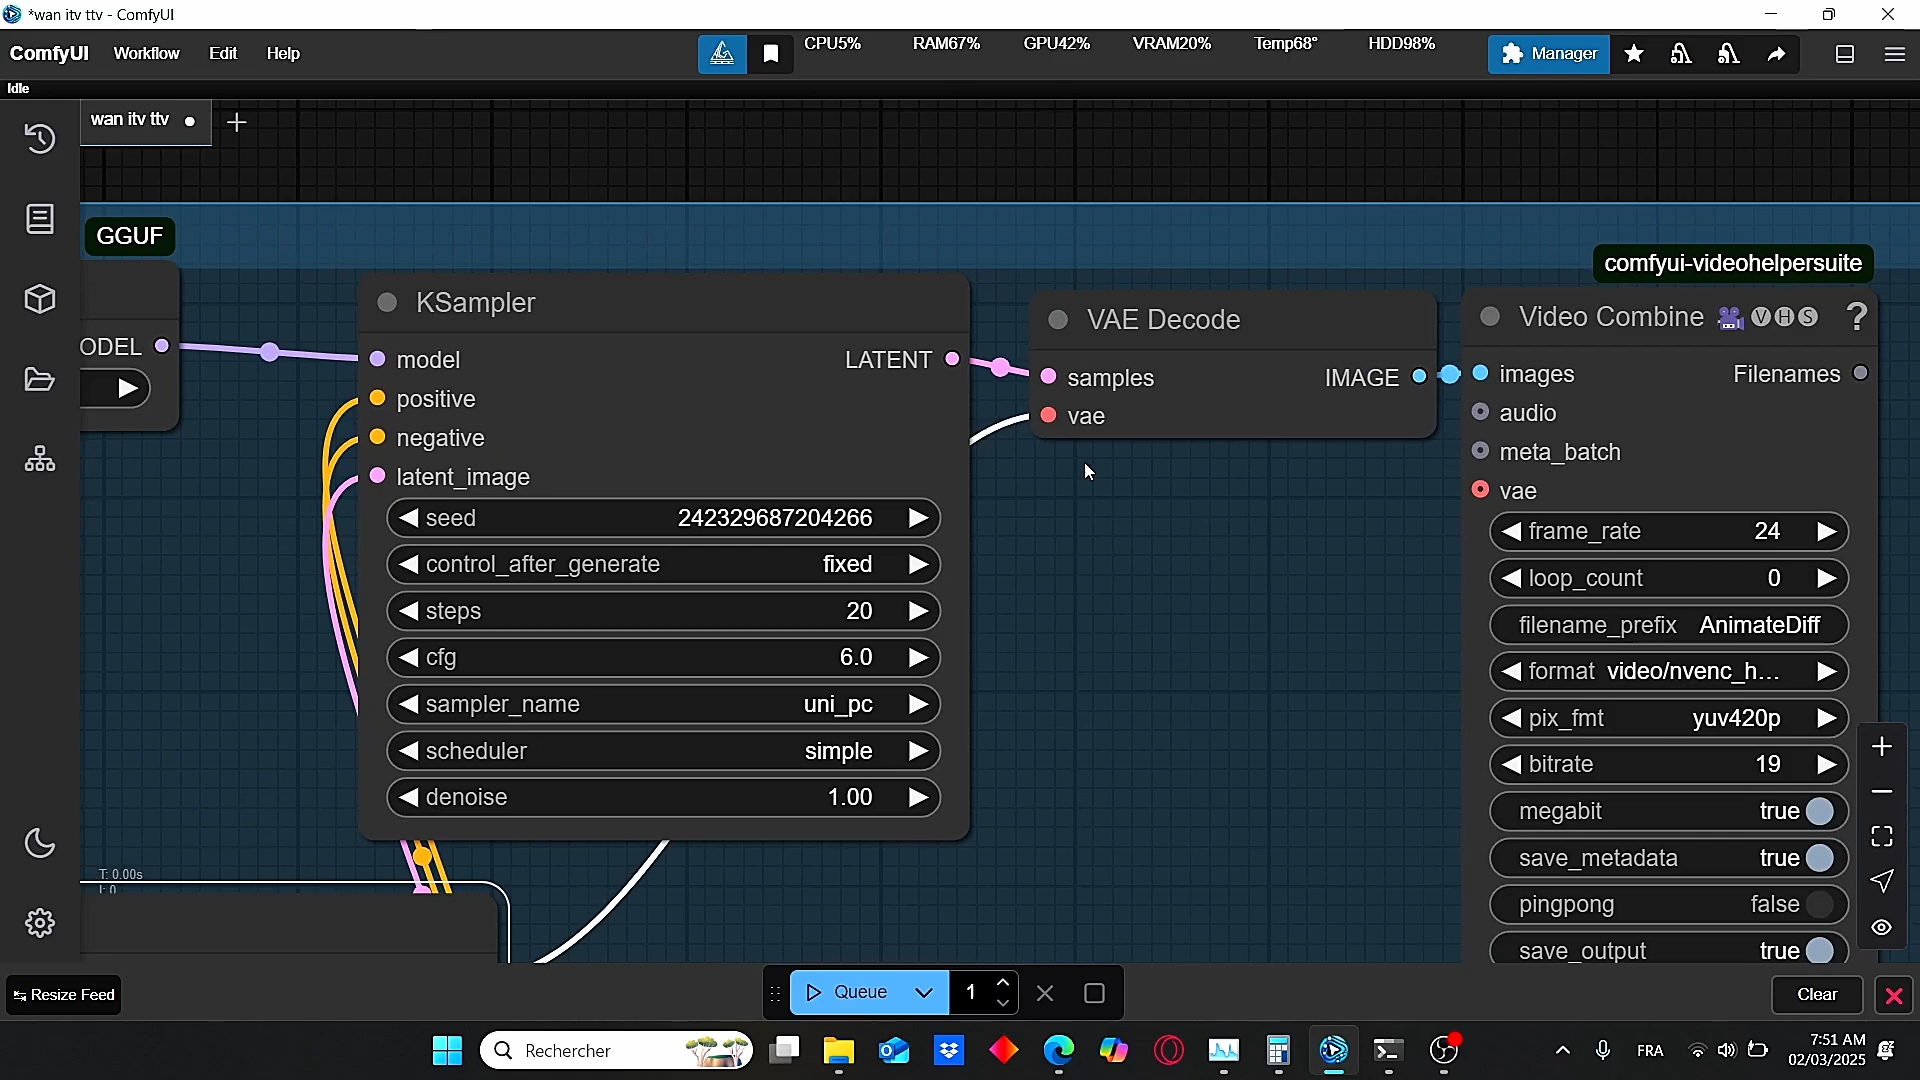 *wan itv ttv - ComfyUI
ComfyUI Workflow Edit Help CPU5% RAM67% GPU42% VRAM20% Temp68° HDD98% Manager
Idle
wan itv ttv
GGUF
comfyui-videohelpersuite
KSampler
VAE Decode
Video Combine VHS ?
ODEL
model LATENT
samples IMAGE
images Filenames
positive
vae
audio
negative
meta_batch
latent_image
vae
seed 242329687204266
frame_rate 24
control_after_generate fixed
loop_count 0
steps 20
filename_prefix AnimateDiff
cfg 6.0
format video/nvenc_h...
sampler_name uni_pc
pix_fmt yuv420p
scheduler simple
bitrate 19
denoise 1.00
megabit true
save_metadata true
T: 0.00s
I: 0
pingpong false
save_output true
Resize Feed
Queue 1
Clear
Rechercher
FRA
7:51 AM
02/03/2025